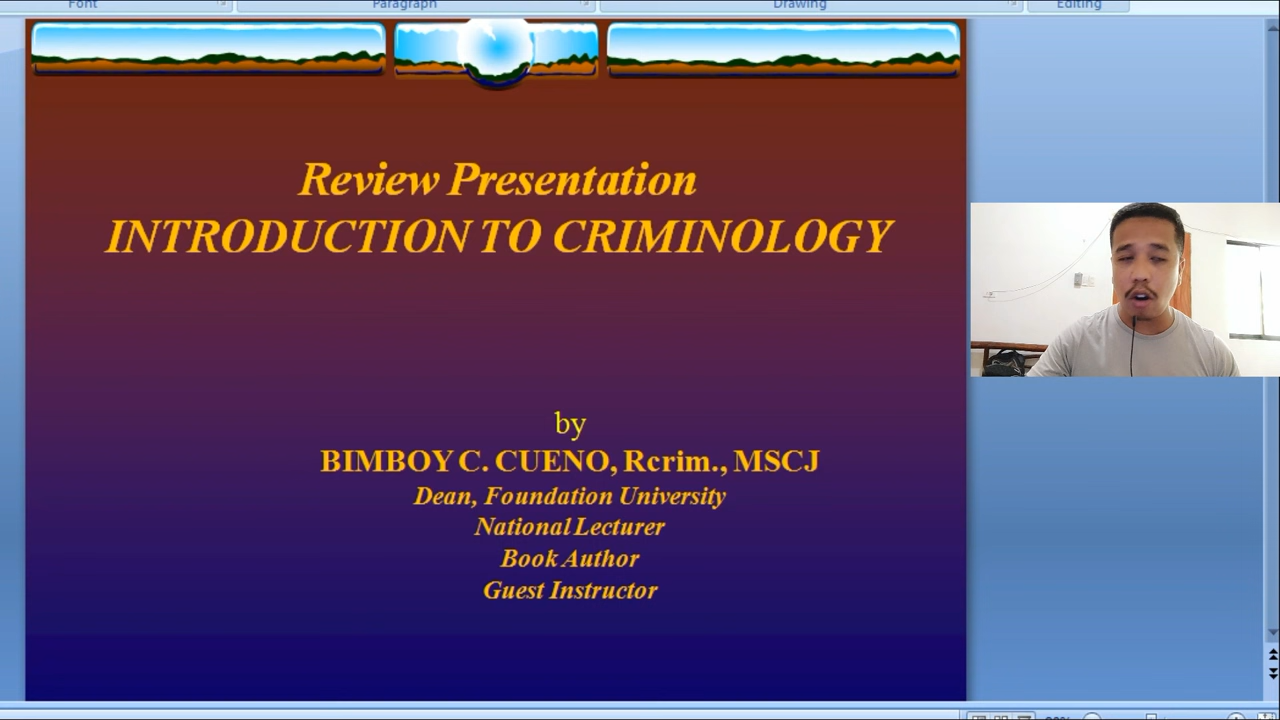 Font
Paragraph
Drawing
Editing
Review Presentation
INTRODUCTION TO CRIMINOLOGY
by
BIMBOY C. CUENO, Rcrim., MSCJ
Dean, Foundation University
National Lecturer
Book Author
Guest Instructor